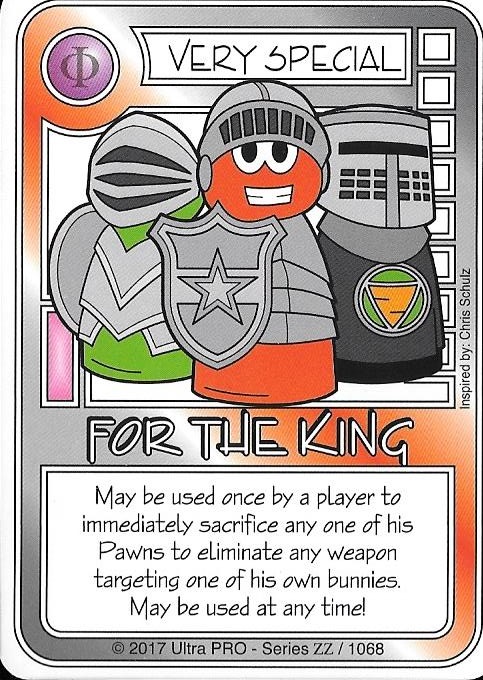 Φ
VERY SPECIAL
Inspired by: Chris Schulz
FOR THE KING
May be used once by a player to
immediately sacrifice any one of his
Pawns to eliminate any weapon
targeting one of his own bunnies.
May be used at any time!
© 2017 Ultra PRO - Series ZZ / 1068